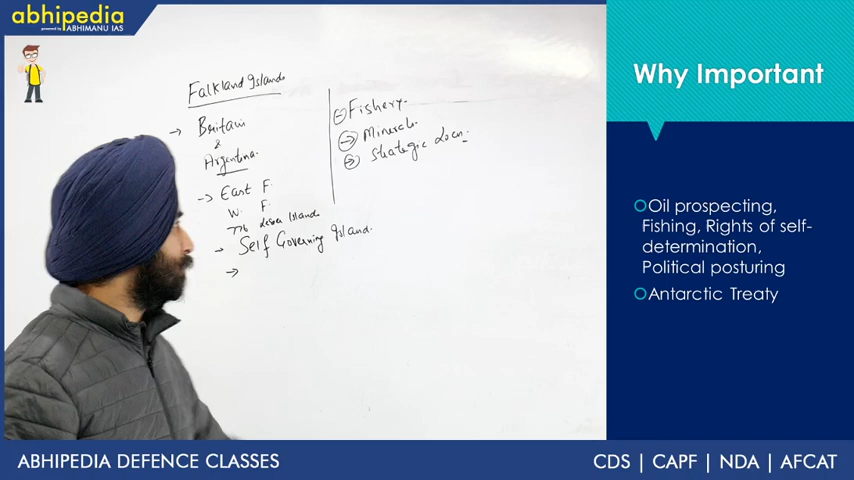 abhipedia
powered by ABHIMANU IAS
Falkland Islands
→ Britain
&
Argentina.
→ East F.
W. F.
776 Lesser Islands
→ Self Governing Island.
→
→ Fishery.
→ Minerals.
→ Strategic Locn.
Why Important
Oil prospecting,
Fishing, Rights of self-
determination,
Political posturing
Antarctic Treaty
ABHIPEDIA DEFENCE CLASSES
CDS | CAPF | NDA | AFCAT